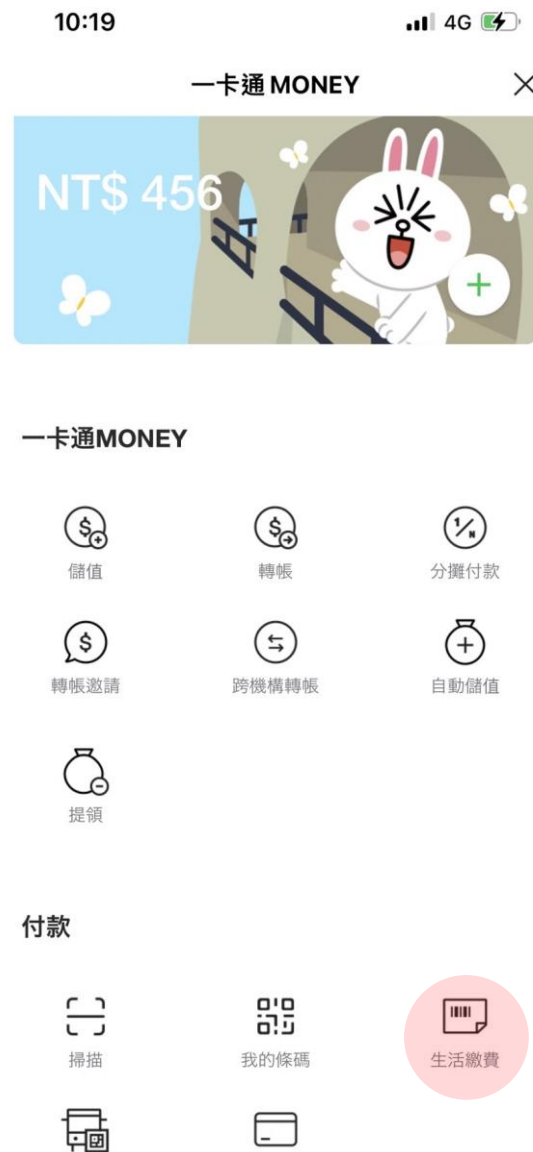 10:19
4G
一卡通 MONEY
NT$ 456
一卡通MONEY
儲值
轉帳
分攤付款
轉帳邀請
跨機構轉帳
自動儲值
提領
付款
掃描
我的條碼
生活繳費